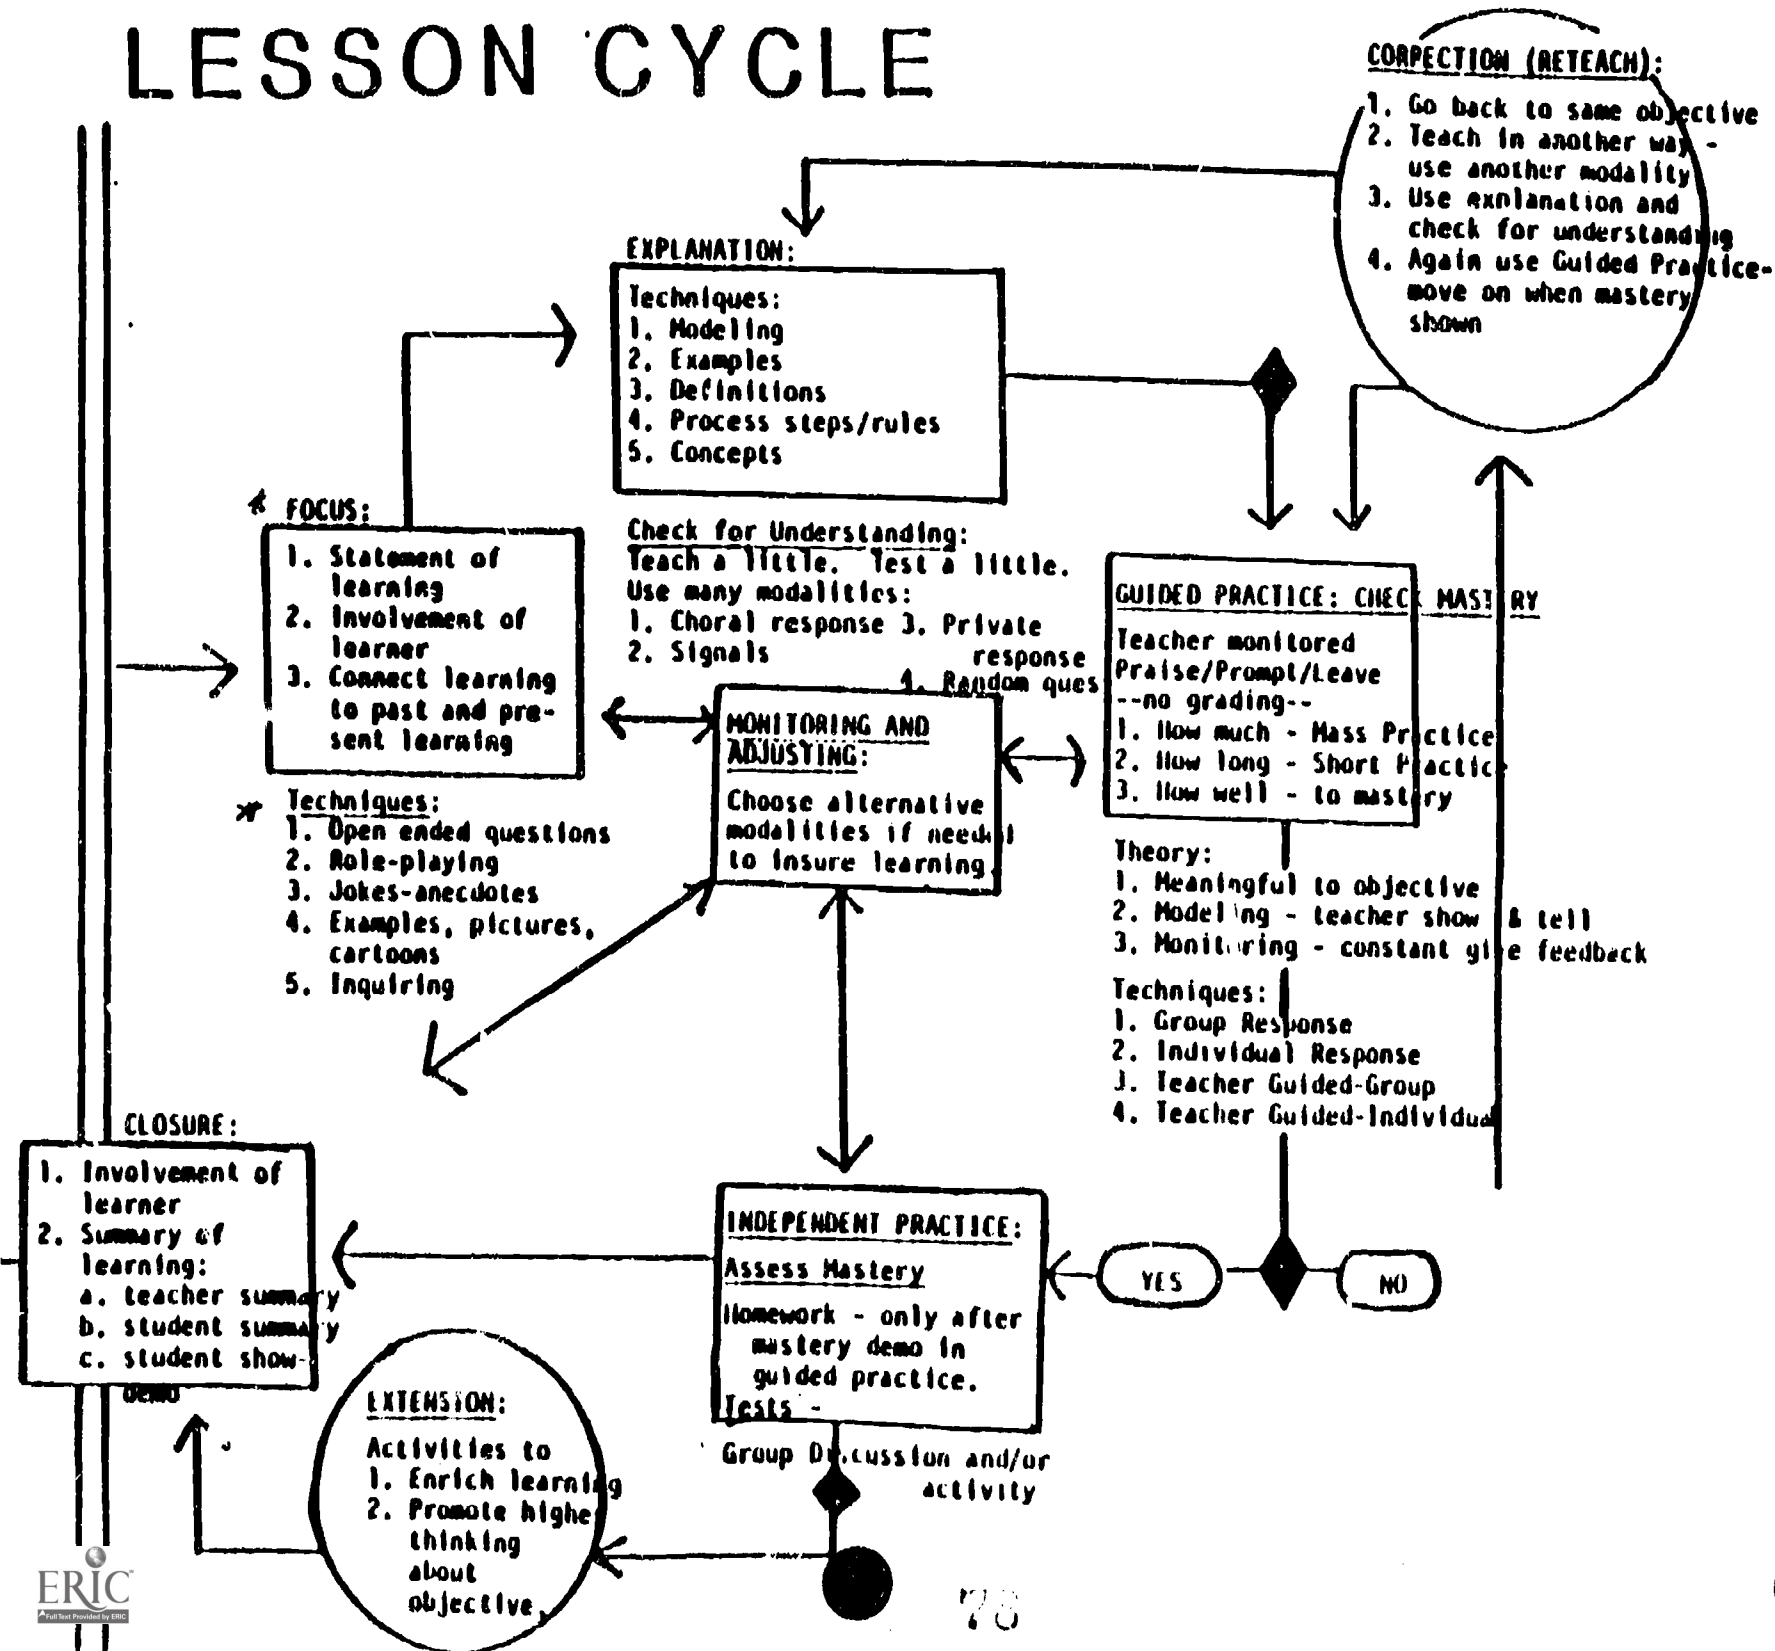 LESSON CYCLE
CORPECTION (RETEACH):
1. Go back to same objective
2. Teach in another way -
use another modality
3. Use explanation and
check for understanding
4. Again use Guided Practice-
move on when mastery
shown
EXPLANATION:
Techniques:
1. Modeling
2. Examples
3. Definitions
4. Process steps/rules
5. Concepts
Check for Understanding:
Teach a little. Test a little.
Use many modalities:
1. Choral response 3. Private
2. Signals response
4. Random ques
FOCUS:
1. Statement of
learning
2. Involvement of
learner
3. Connect learning
to past and pre-
sent learning
Techniques:
1. Open ended questions
2. Role-playing
3. Jokes-anecdotes
4. Examples, pictures,
cartoons
5. Inquiring
MONITORING AND
ADJUSTING:
Choose alternative
modalities if needed
to insure learning
GUIDED PRACTICE: CHECK MASTERY
Teacher monitored
Praise/Prompt/Leave
--no grading--
1. How much - Mass Practice
2. How long - Short Practice
3. How well - to mastery
Theory:
1. Meaningful to objective
2. Modeling - teacher show & tell
3. Monitoring - constant give feedback
Techniques:
1. Group Response
2. Individual Response
3. Teacher Guided-Group
4. Teacher Guided-Individual
YES
NO
INDEPENDENT PRACTICE:
Assess Mastery
Homework - only after
mastery demo in
guided practice.
Tests -
Group Discussion and/or
activity
CLOSURE:
1. Involvement of
learner
2. Summary of
learning:
a. teacher summary
b. student summary
c. student show-
demo
EXTENSION:
Activities to
1. Enrich learning
2. Promote higher
thinking
about
objective.
78
ERIC
Full Text Provided by ERIC